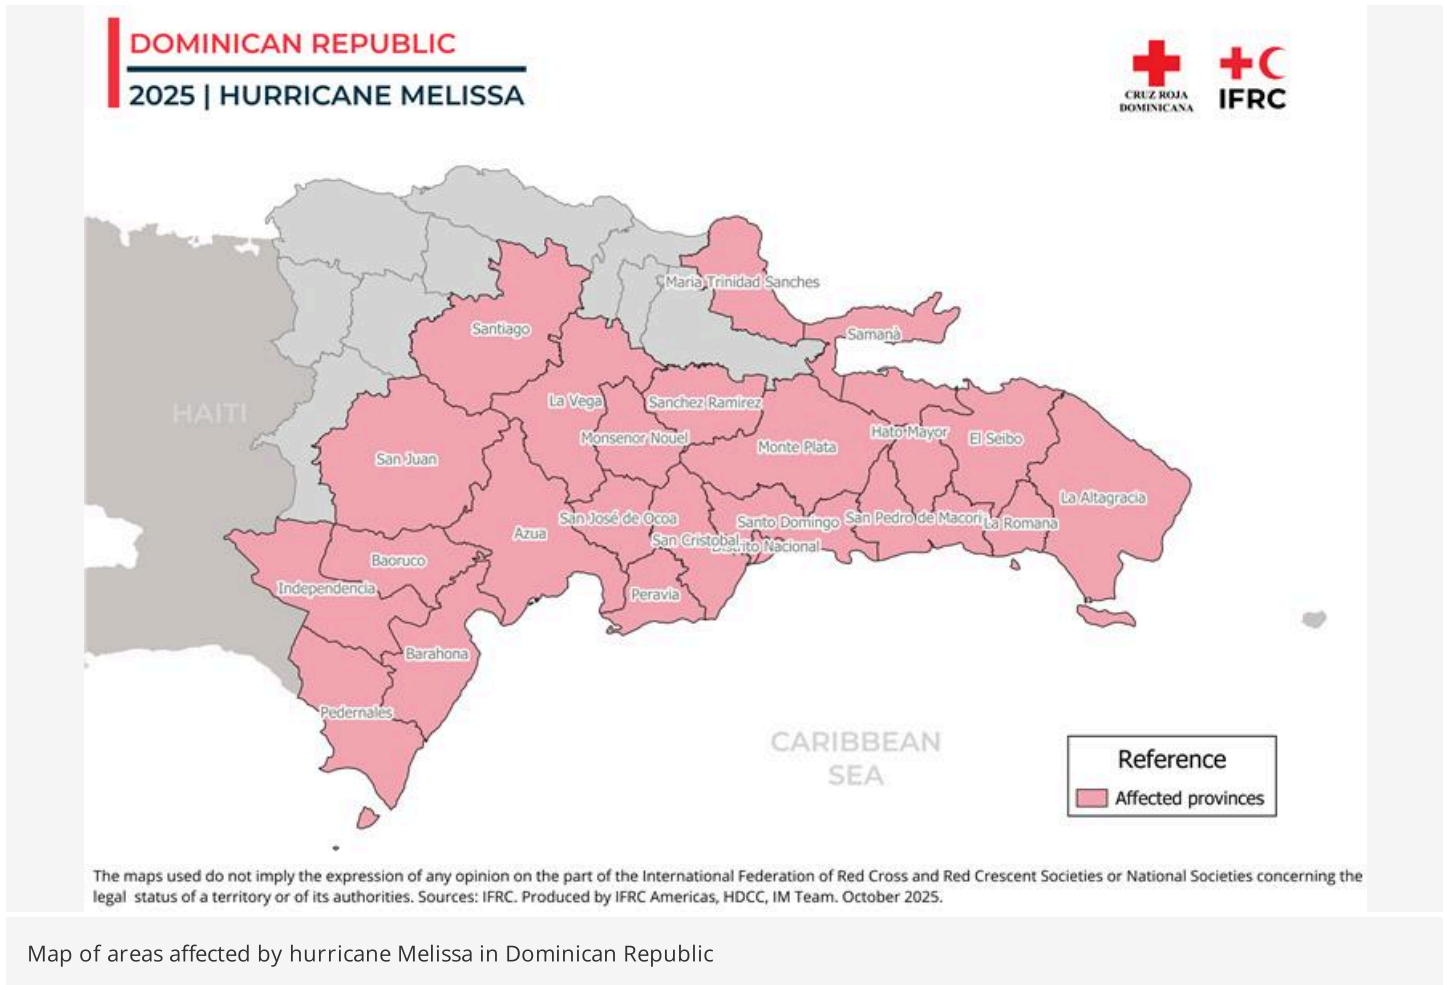 DOMINICAN REPUBLIC
2025 | HURRICANE MELISSA
CRUZ ROJA
DOMINICANA
IFRC
Maria Trinidad Sanches
Santiago
Samanà
HAITI
La Vega
Sanchez Ramirez
Monsenor Nouel
Monte Plata
Hato Mayor
El Seibo
San Juan
La Altagracia
San José de Ocoa
Santo Domingo
San Pedro de Macori
La Romana
Azua
San Cristobal
Nacional
Baoruco
Independencia
Peravia
Barahona
Pedernales
CARIBBEAN
SEA
Reference
Affected provinces
The maps used do not imply the expression of any opinion on the part of the International Federation of Red Cross and Red Crescent Societies or National Societies concerning the
legal status of a territory or of its authorities. Sources: IFRC. Produced by IFRC Americas, HDCC, IM Team. October 2025.
Map of areas affected by hurricane Melissa in Dominican Republic